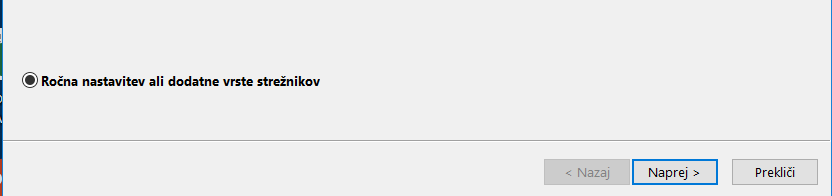 Ročna nastavitev ali dodatne vrste strežnikov
< Nazaj Naprej > Prekliči